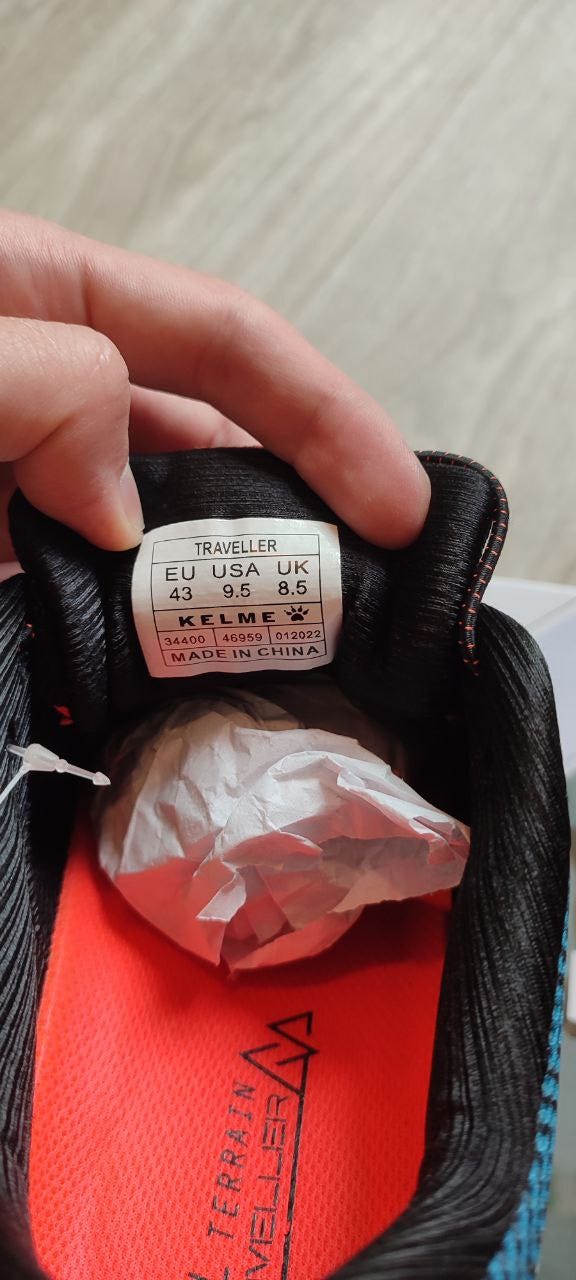 TRAVELLER
EU USA UK
43 9.5 8.5
KELME
34400 46959 012022
MADE IN CHINA
TERRAIN